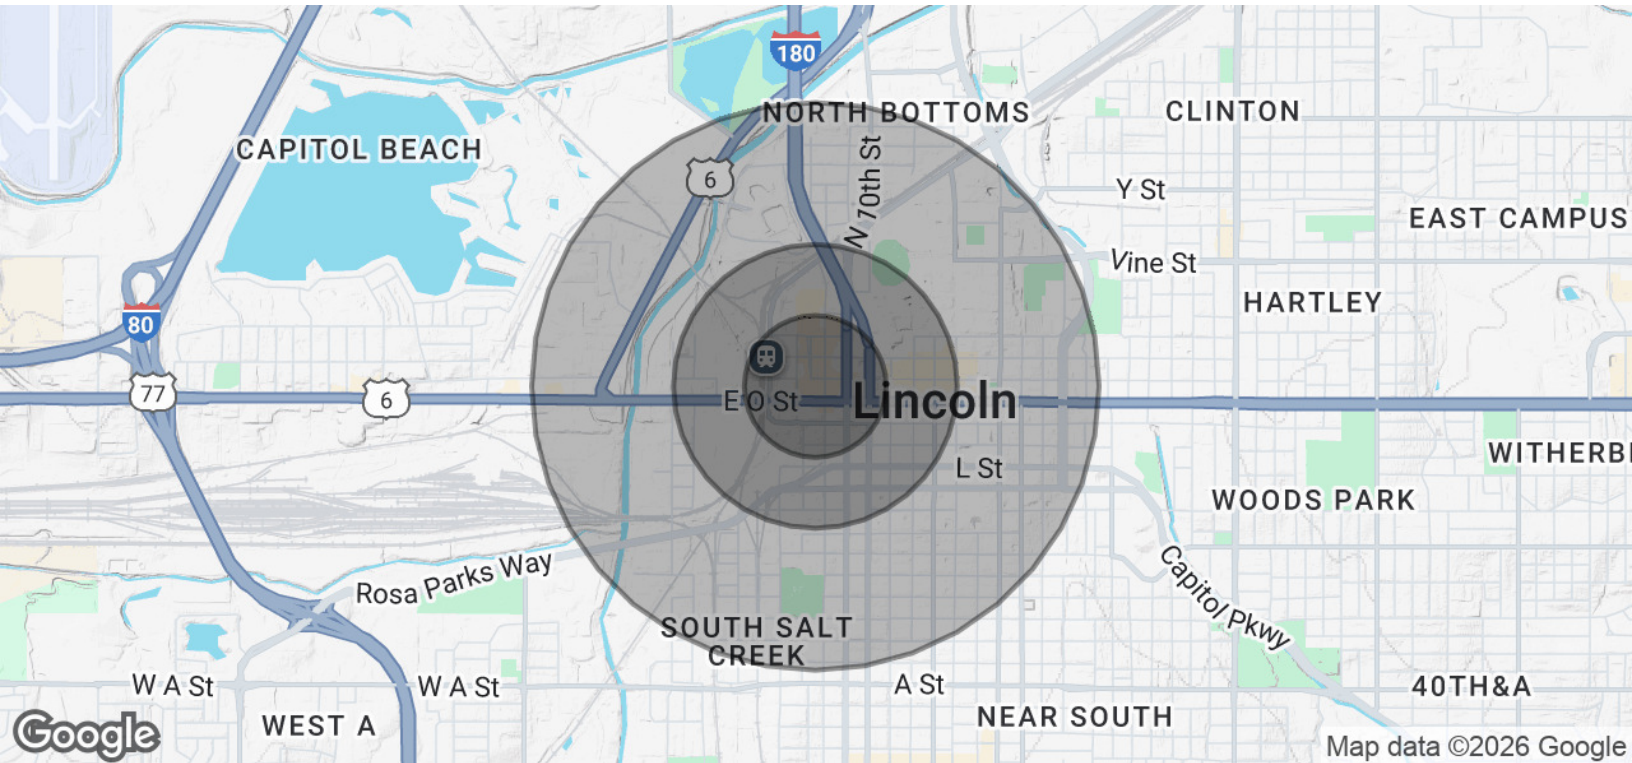 180
NORTH BOTTOMS
CLINTON
CAPITOL BEACH
N 70th St
6
Y St
EAST CAMPUS
Vine St
HARTLEY
80
77
6
E O St
Lincoln
WITHERB
L St
WOODS PARK
Rosa Parks Way
Capitol Pkwy
SOUTH SALT
CREEK
W A St
W A St
A St
40TH&A
WEST A
NEAR SOUTH
Google
Map data ©2026 Google